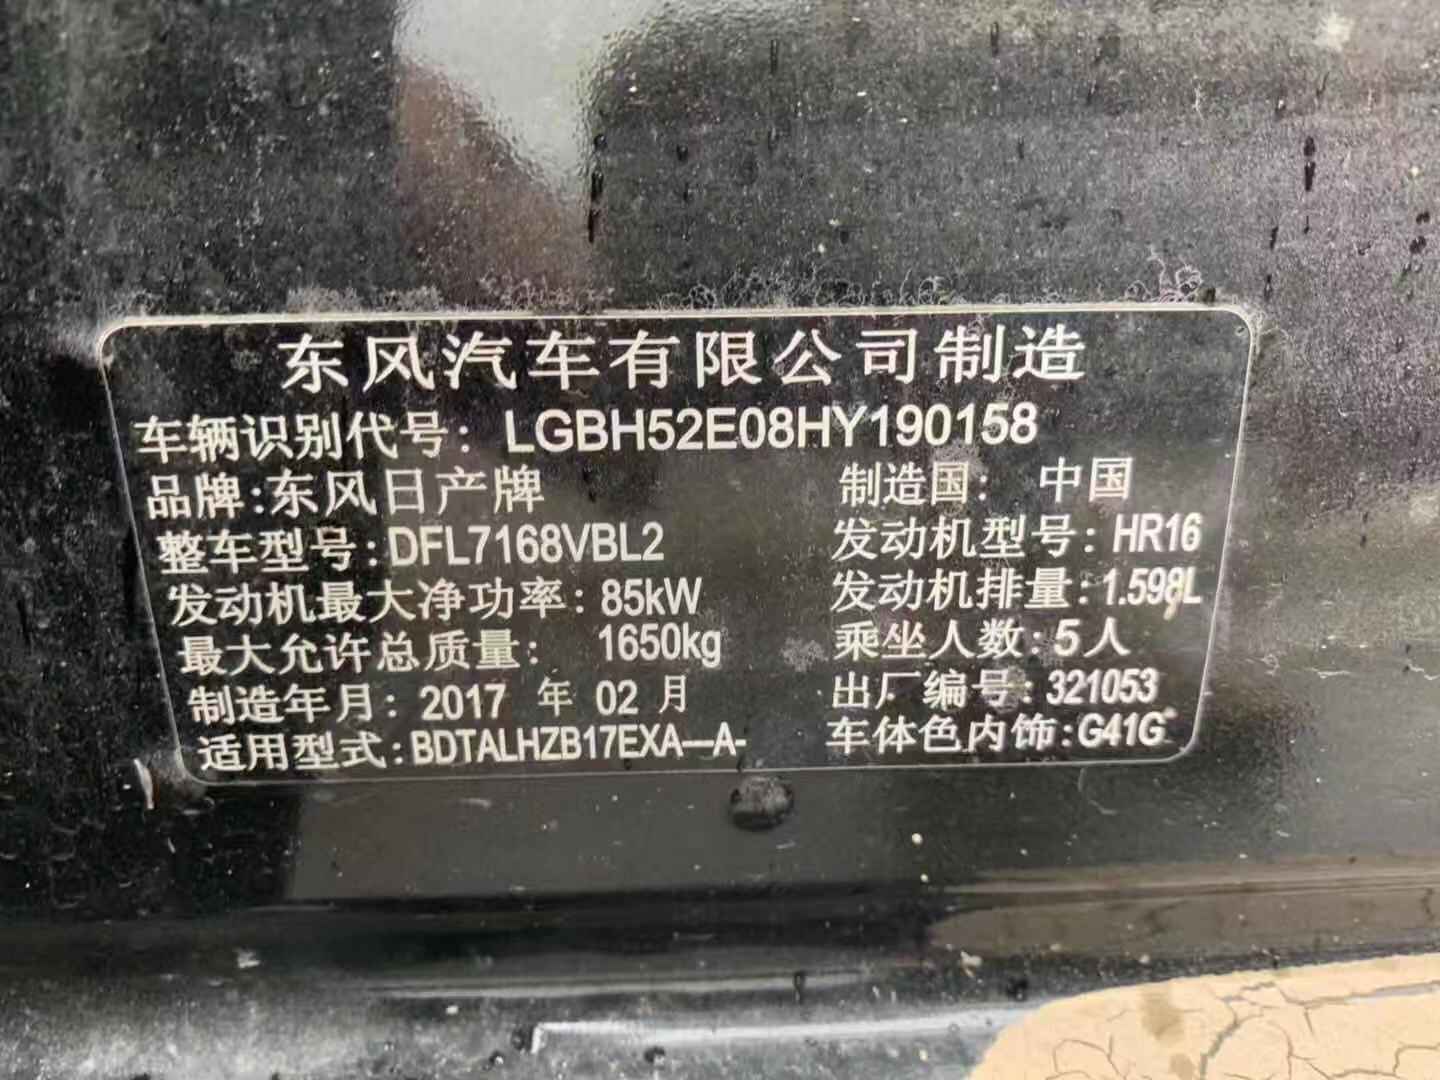 东风汽车有限公司制造
车辆识别代号: LGBH52E08HY190158
品牌:东风日产牌 制造国: 中国
整车型号:DFL7168VBL2 发动机型号: HR16
发动机最大净功率: 85kW 发动机排量:1.598L
最大允许总质量: 1650kg 乘坐人数: 5人
制造年月: 2017 年 02 月 出厂编号: 321053
适用型式:BDTALHZB17EXA---A- 车体色内饰:G41G